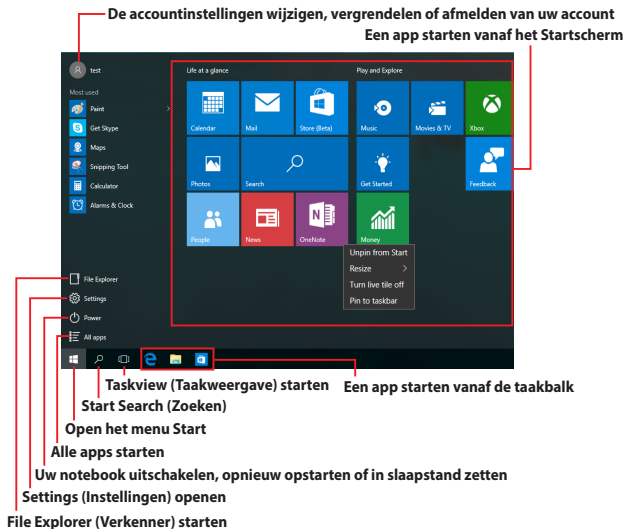 De accountinstellingen wijzigen, vergrendelen of afmelden van uw account
Een app starten vanaf het Startscherm
test
Most used
Paint
Get Skype
Maps
Snipping Tool
Calculator
Alarms & Clock
File Explorer
Settings
Power
All apps
Life at a glance
Play and Explore
Calendar
Mail
Store (Beta)
Music
Movies & TV
Xbox
Photos
Search
Get Started
Feedback
People
News
OneNote
Money
Unpin from Start
Resize
Turn live tile off
Pin to taskbar
Taskview (Taakweergave) starten
Een app starten vanaf de taakbalk
Start Search (Zoeken)
Open het menu Start
Alle apps starten
Uw notebook uitschakelen, opnieuw opstarten of in slaapstand zetten
Settings (Instellingen) openen
File Explorer (Verkenner) starten